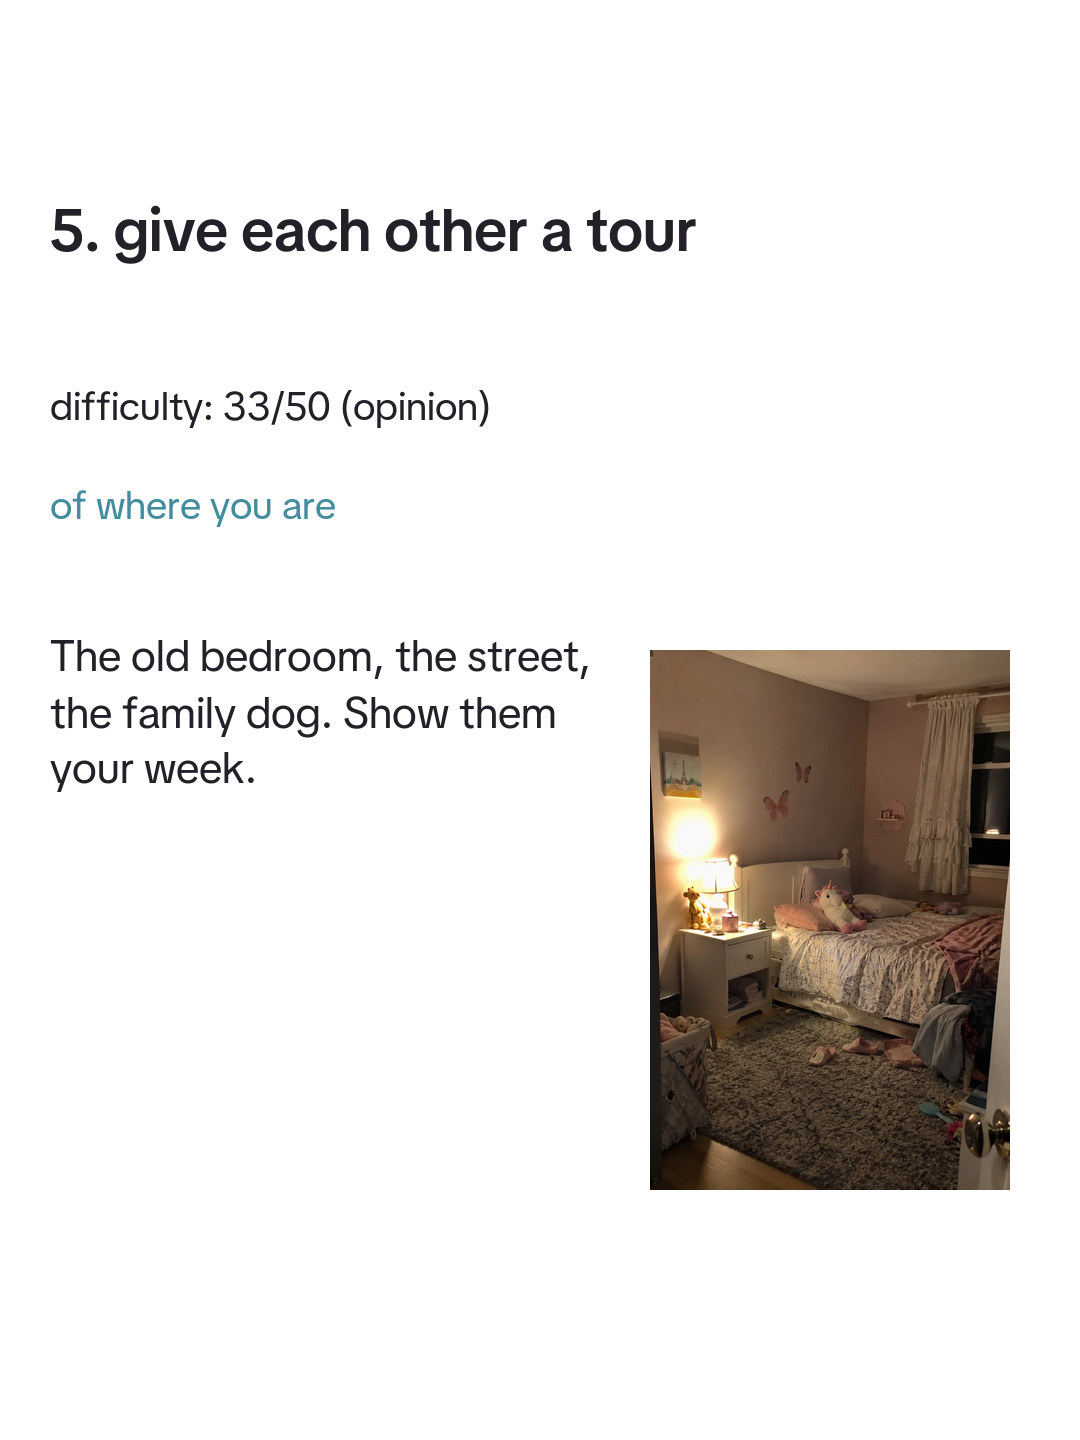 5. give each other a tour
difficulty: 33/50 (opinion)
of where you are
The old bedroom, the street,
the family dog. Show them
your week.